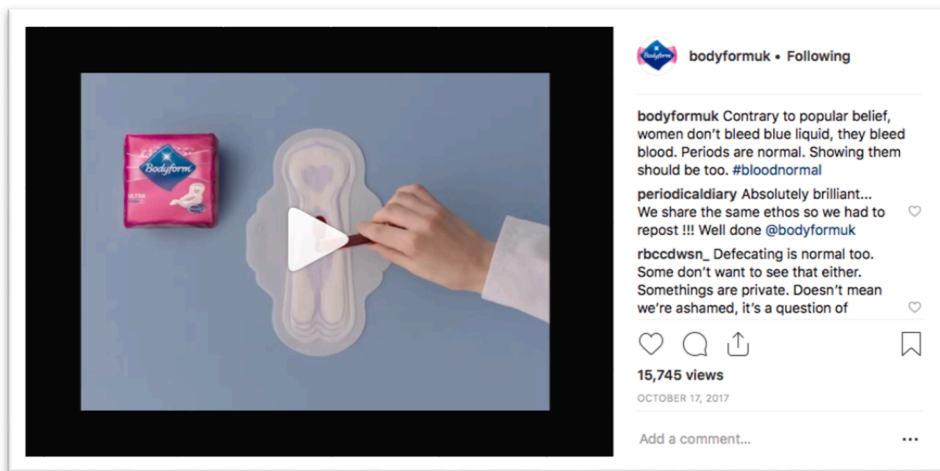 Bodyform
ULTRA
Bodyform
bodyformuk • Following
bodyformuk Contrary to popular belief,
women don't bleed blue liquid, they bleed
blood. Periods are normal. Showing them
should be too. #bloodnormal
periodicaldiary Absolutely brilliant...
We share the same ethos so we had to
repost !!! Well done @bodyformuk
rbccdwsn_ Defecating is normal too.
Some don't want to see that either.
Somethings are private. Doesn't mean
we're ashamed, it's a question of
15,745 views
OCTOBER 17, 2017
Add a comment...